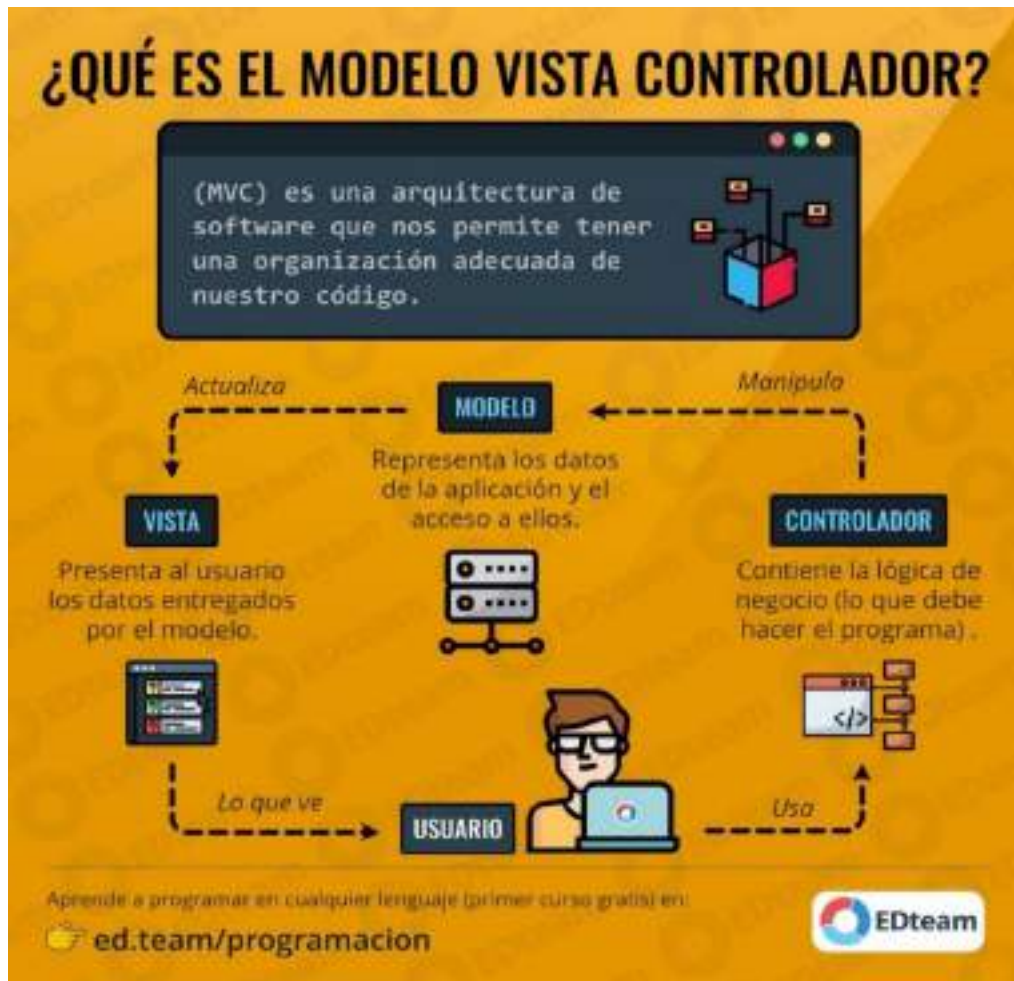 ¿QUÉ ES EL MODELO VISTA CONTROLADOR?
(MVC) es una arquitectura de
software que nos permite tener
una organización adecuada de
nuestro código.
Actualiza
Manipula
MODELO
Representa los datos
de la aplicación y el
acceso a ellos.
VISTA
Presenta al usuario
los datos entregados
por el modelo.
CONTROLADOR
Contiene la lógica de
negocio (lo que debe
hacer el programa) .
</>
Lo que ve
USUARIO
Usa
Aprende a programar en cualquier lenguaje (primer curso gratis) en:
ed.team/programacion
EDteam